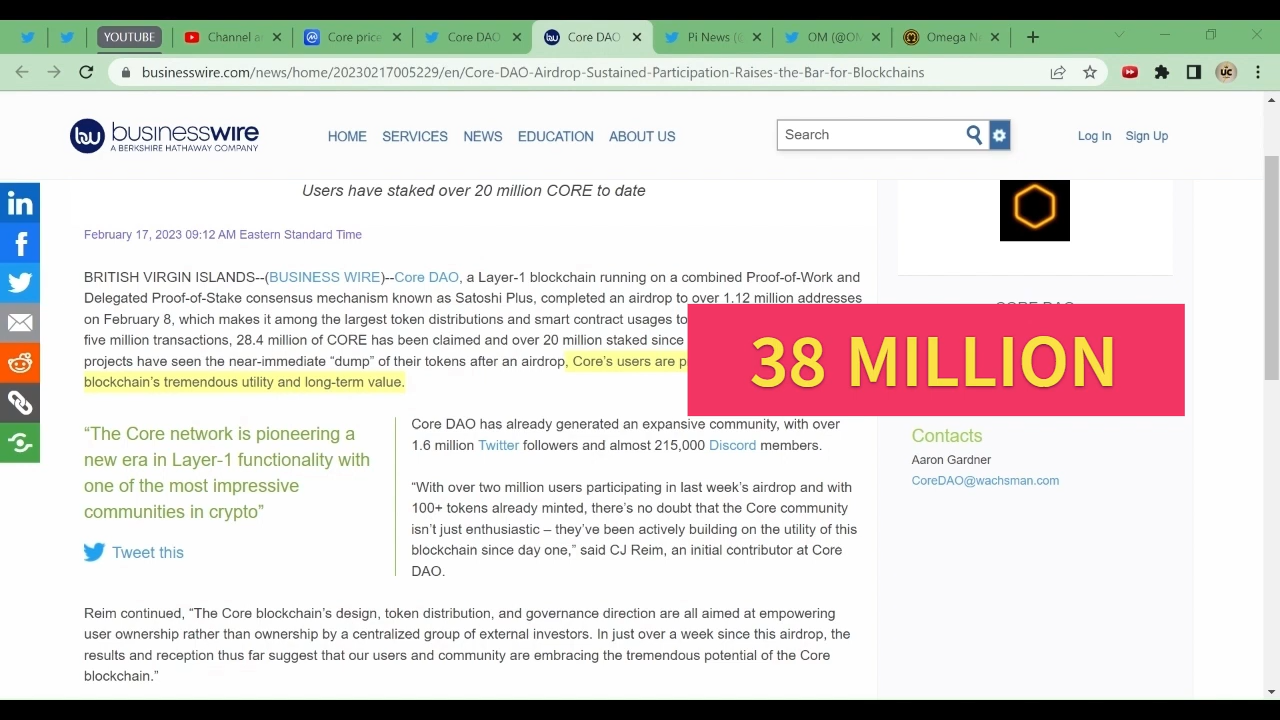 YOUTUBE
Channel a
Core price
Core DAO
Core DAO
Pi News (
OM (@O
Omega N
businesswire.com/news/home/20230217005229/en/Core-DAO-Airdrop-Sustained-Participation-Raises-the-Bar-for-Blockchains
UC
bw businesswire
A BERKSHIRE HATHAWAY COMPANY
HOME SERVICES NEWS EDUCATION ABOUT US
Search
Log In Sign Up
Users have staked over 20 million CORE to date
February 17, 2023 09:12 AM Eastern Standard Time
BRITISH VIRGIN ISLANDS--(BUSINESS WIRE)--Core DAO, a Layer-1 blockchain running on a combined Proof-of-Work and
Delegated Proof-of-Stake consensus mechanism known as Satoshi Plus, completed an airdrop to over 1.12 million addresses
on February 8, which makes it among the largest token distributions and smart contract usages to
five million transactions, 28.4 million of CORE has been claimed and over 20 million staked since
projects have seen the near-immediate “dump” of their tokens after an airdrop, Core’s users are p
blockchain’s tremendous utility and long-term value.
38 MILLION
“The Core network is pioneering a
new era in Layer-1 functionality with
one of the most impressive
communities in crypto”
Tweet this
Core DAO has already generated an expansive community, with over
1.6 million Twitter followers and almost 215,000 Discord members.
“With over two million users participating in last week’s airdrop and with
100+ tokens already minted, there’s no doubt that the Core community
isn’t just enthusiastic – they’ve been actively building on the utility of this
blockchain since day one,” said CJ Reim, an initial contributor at Core
DAO.
Reim continued, “The Core blockchain’s design, token distribution, and governance direction are all aimed at empowering
user ownership rather than ownership by a centralized group of external investors. In just over a week since this airdrop, the
results and reception thus far suggest that our users and community are embracing the tremendous potential of the Core
blockchain.”
CORE DAO
Contacts
Aaron Gardner
CoreDAO@wachsman.com